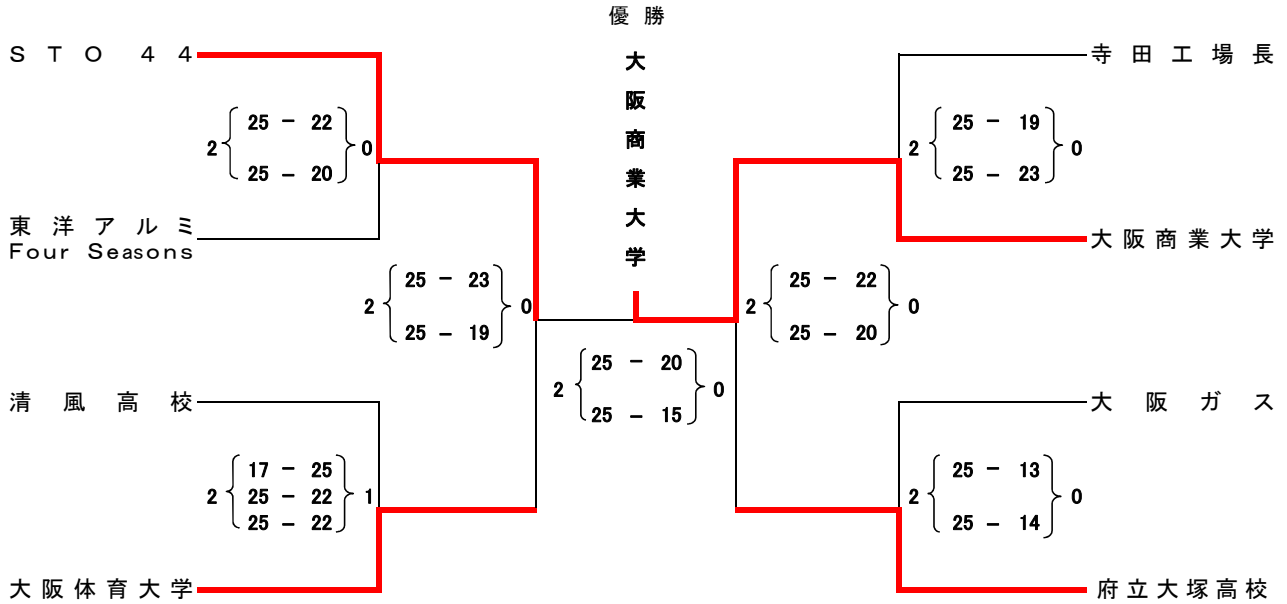 優勝
大阪商業大学
STO 44
2 25 － 22 0
25 － 20
東洋アルミ
Four Seasons
2 25 － 23 0
25 － 19
清風高校
2 17 － 25 1
25 － 22
25 － 22
大阪体育大学
2 25 － 20 0
25 － 15
寺田工場長
2 25 － 19 0
25 － 23
大阪商業大学
2 25 － 22 0
25 － 20
大阪ガス
2 25 － 13 0
25 － 14
府立大塚高校